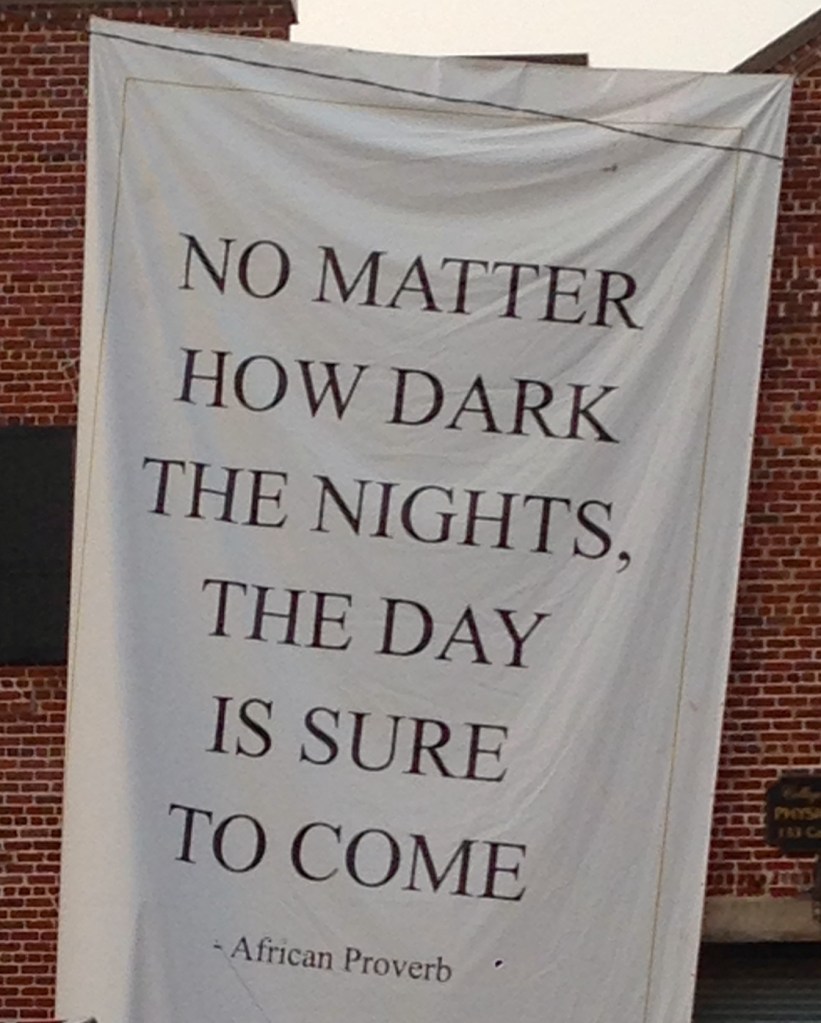 NO MATTER
HOW DARK
THE NIGHTS,
THE DAY
IS SURE
TO COME
- African Proverb